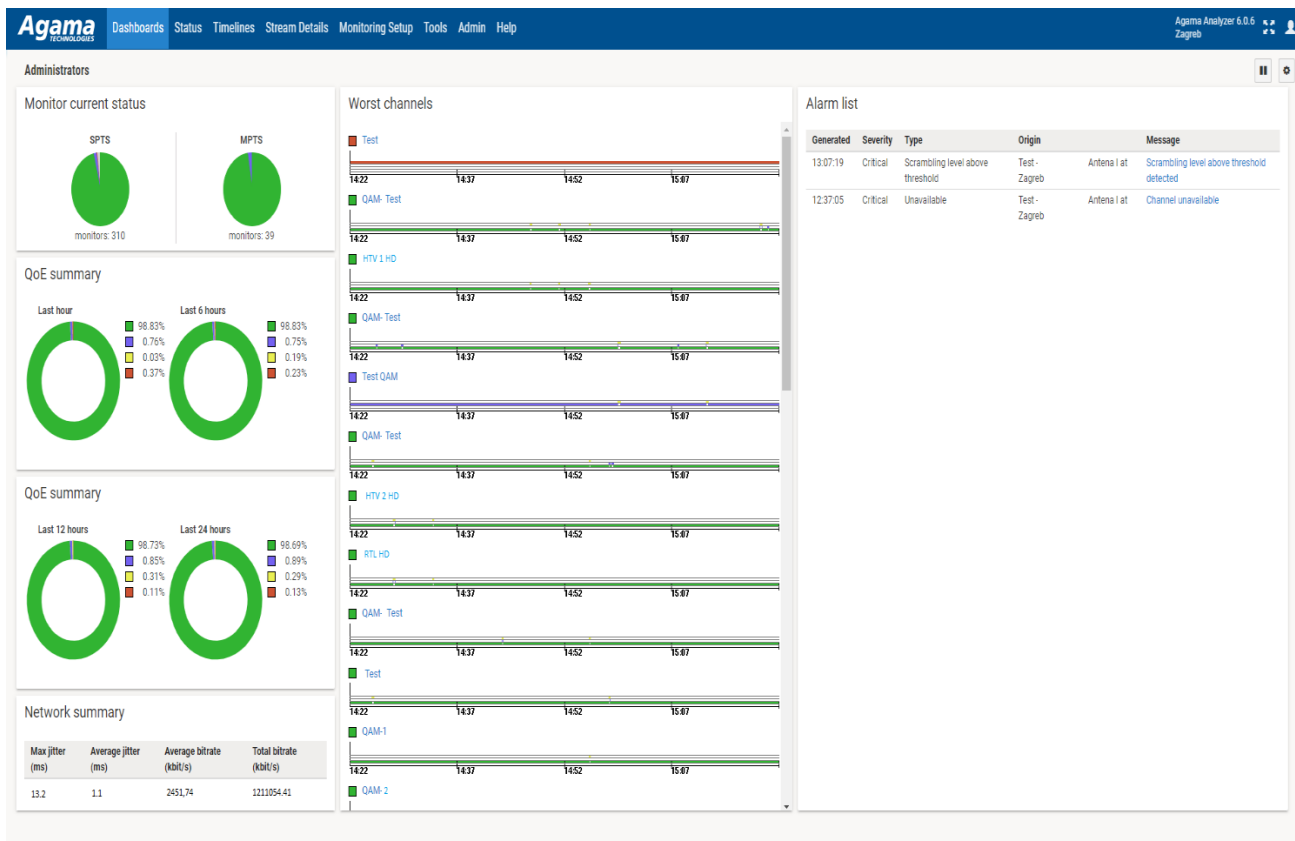 Agama
TECHNOLOGIES
Dashboards Status Timelines Stream Details Monitoring Setup Tools Admin Help
Agama Analyzer 6.0.6
Zagreb
Administrators
Monitor current status
SPTS MPTS
monitors: 310 monitors: 39
QoE summary
Last hour Last 6 hours
98.83% 98.83%
0.76% 0.75%
0.03% 0.19%
0.37% 0.23%
QoE summary
Last 12 hours Last 24 hours
98.73% 98.69%
0.85% 0.89%
0.31% 0.29%
0.11% 0.13%
Network summary
Max jitter (ms) Average jitter (ms) Average bitrate (kbit/s) Total bitrate (kbit/s)
13.2 1.1 2451,74 1211054.41
Worst channels
Test
14:22 14:37 14:52 15:07
QAM- Test
14:22 14:37 14:52 15:07
HTV 1 HD
14:22 14:37 14:52 15:07
QAM- Test
14:22 14:37 14:52 15:07
Test QAM
14:22 14:37 14:52 15:07
QAM- Test
14:22 14:37 14:52 15:07
HTV 2 HD
14:22 14:37 14:52 15:07
RTL HD
14:22 14:37 14:52 15:07
QAM- Test
14:22 14:37 14:52 15:07
Test
14:22 14:37 14:52 15:07
QAM-1
14:22 14:37 14:52 15:07
QAM- 2
Alarm list
Generated Severity Type Origin Message
13:07:19 Critical Scrambling level above threshold Test - Zagreb Antena I at Scrambling level above threshold detected
12:37:05 Critical Unavailable Test - Zagreb Antena I at Channel unavailable